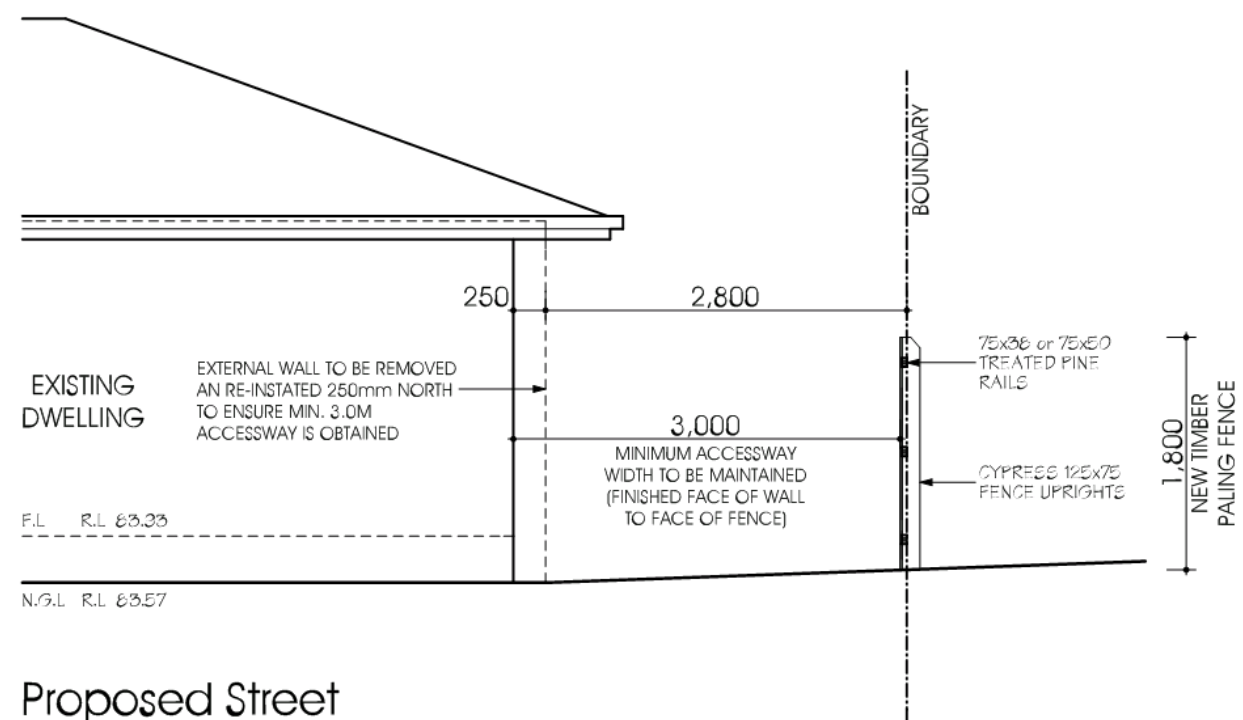 BOUNDARY
250
2,800
75x38 or 75x50
TREATED PINE
RAILS
EXTERNAL WALL TO BE REMOVED
AN RE-INSTATED 250mm NORTH
TO ENSURE MIN. 3.0M
ACCESSWAY IS OBTAINED
EXISTING
DWELLING
3,000
MINIMUM ACCESSWAY
WIDTH TO BE MAINTAINED
(FINISHED FACE OF WALL
TO FACE OF FENCE)
CYPRESS 125x75
FENCE UPRIGHTS
1,800
NEW TIMBER
PALING FENCE
F.L R.L 83.93
N.G.L R.L 83.57
Proposed Street